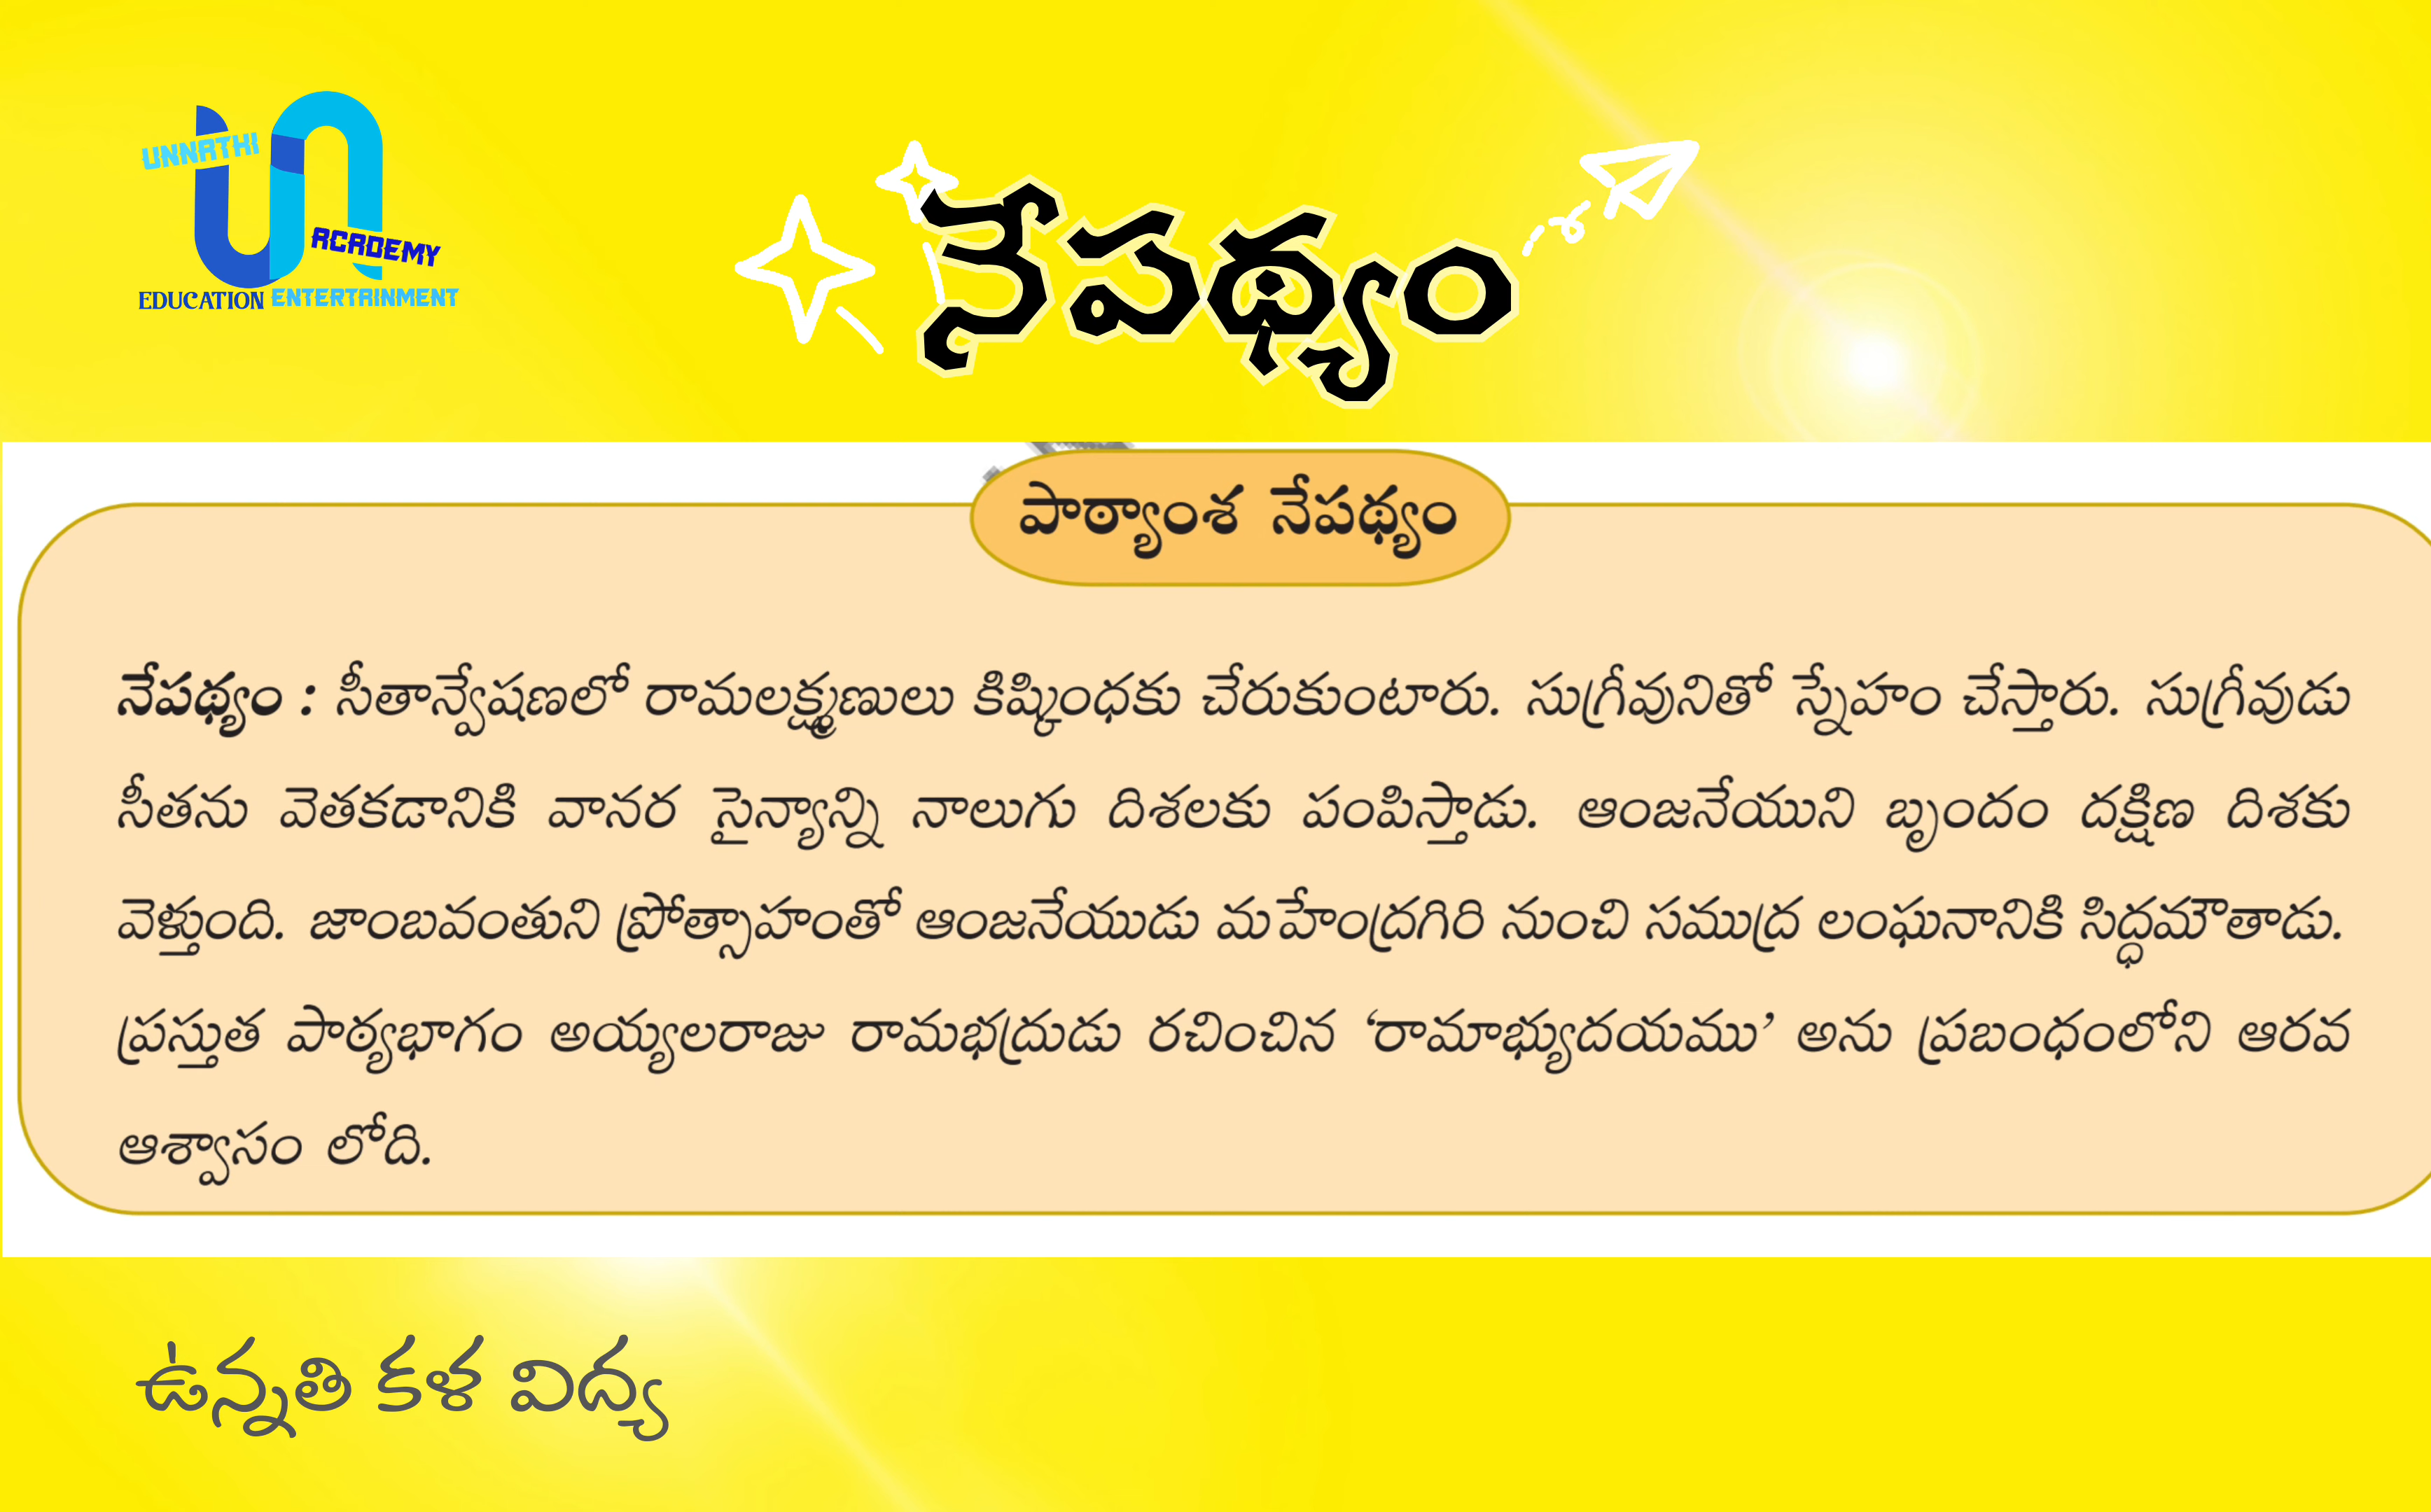 UNNATHI
ACADEMY
EDUCATION ENTERTAINMENT
నేపథ్యం
పాఠ్యాంశ నేపథ్యం
నేపథ్యం : సీతాన్వేషణలో రామలక్ష్మణులు కిష్కింధకు చేరుకుంటారు. సుగ్రీవునితో స్నేహం చేస్తారు. సుగ్రీవుడు
సీతను వెతకడానికి వానర సైన్యాన్ని నాలుగు దిశలకు పంపిస్తాడు. ఆంజనేయుని బృందం దక్షిణ దిశకు
వెళ్తుంది. జాంబవంతుని ప్రోత్సాహంతో ఆంజనేయుడు మహేంద్రగిరి నుంచి సముద్ర లంఘనానికి సిద్ధమౌతాడు.
ప్రస్తుత పాఠ్యభాగం అయ్యలరాజు రామభద్రుడు రచించిన ‘రామాభ్యుదయము’ అను ప్రబంధంలోని ఆరవ
ఆశ్వాసం లోది.
ఉన్నతి కళ విద్య